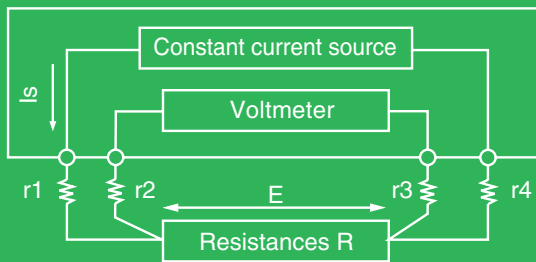 Constant current source
Is
Voltmeter
r1
r2
E
r3
r4
Resistances R